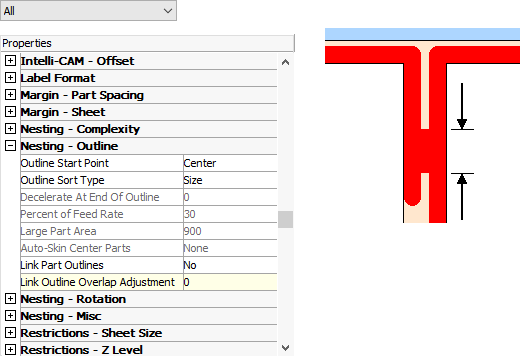 All
Properties
Intelli-CAM - Offset
Label Format
Margin - Part Spacing
Margin - Sheet
Nesting - Complexity
Nesting - Outline
Outline Start Point Center
Outline Sort Type Size
Decelerate At End Of Outline 0
Percent of Feed Rate 30
Large Part Area 900
Auto-Skin Center Parts None
Link Part Outlines No
Link Outline Overlap Adjustment 0
Nesting - Rotation
Nesting - Misc
Restrictions - Sheet Size
Restrictions - Z Level